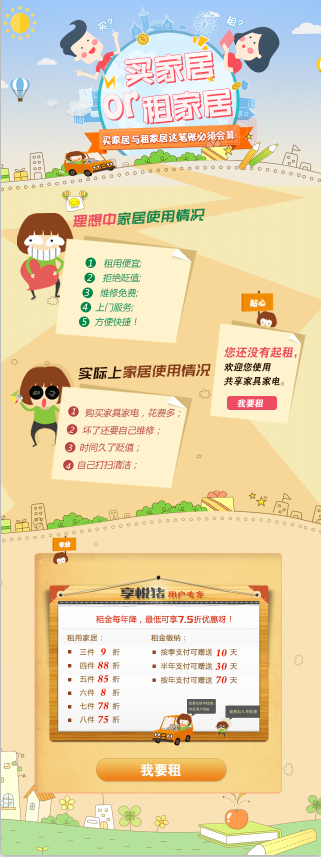 买?
租?
买家居
or租家居
买家居与租家居这笔账必须会算
理想中家居使用情况
1 租用便宜;
2 拒绝贬值;
3 维修免费;
4 上门服务;
5 方便快捷！
贴心
您还没有起租,
欢迎您使用
共享家具家电。
我要租
实际上家居使用情况
1 购买家具家电，花费多；
2 坏了还要自己维修；
3 时间久了贬值；
4 自己打扫清洁；
专业
享悦猪 用户专享
租金每年降，最低可享7.5折优惠呀！
租用家居：
三件 9 折
四件 88 折
五件 85 折
六件 8 折
七件 78 折
八件 75 折
租金缴纳：
按季支付可赠送 10 天
半年支付可赠送 30 天
按年支付可赠送 70 天
我要租